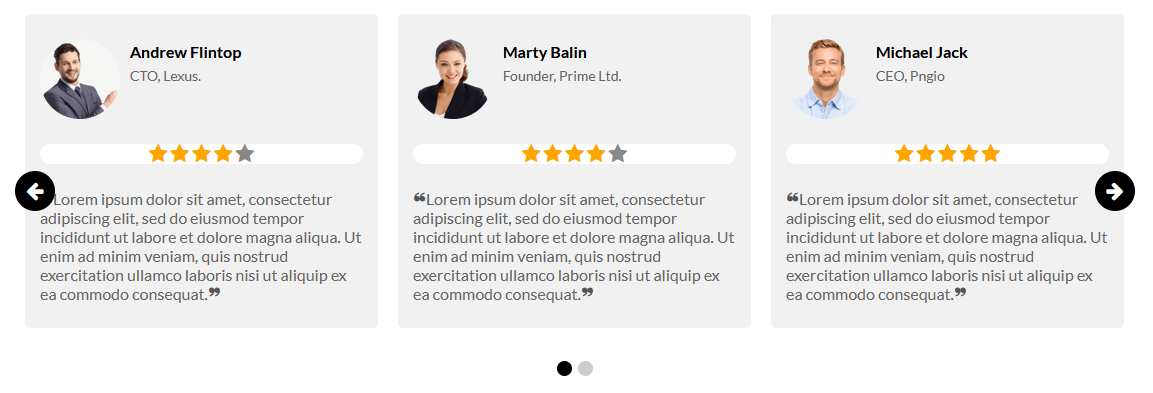 Andrew Flintop
CTO, Lexus.
Lorem ipsum dolor sit amet, consectetur
adipiscing elit, sed do eiusmod tempor
incididunt ut labore et dolore magna aliqua. Ut
enim ad minim veniam, quis nostrud
exercitation ullamco laboris nisi ut aliquip ex
ea commodo consequat.❞
Marty Balin
Founder, Prime Ltd.
❝Lorem ipsum dolor sit amet, consectetur
adipiscing elit, sed do eiusmod tempor
incididunt ut labore et dolore magna aliqua. Ut
enim ad minim veniam, quis nostrud
exercitation ullamco laboris nisi ut aliquip ex
ea commodo consequat.❞
Michael Jack
CEO, Pngio
❝Lorem ipsum dolor sit amet, consectetur
adipiscing elit, sed do eiusmod tempor
incididunt ut labore et dolore magna aliqua. Ut
enim ad minim veniam, quis nostrud
exercitation ullamco laboris nisi ut aliquip ex
ea commodo consequat.❞